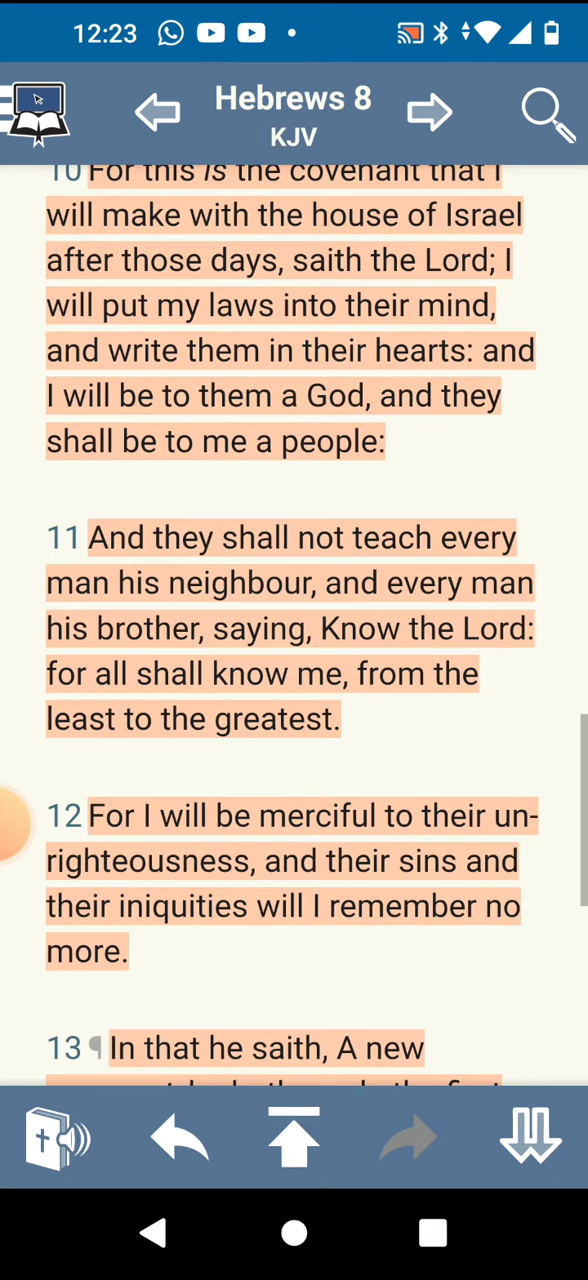 12:23
Hebrews 8
KJV
10 For this is the covenant that I
will make with the house of Israel
after those days, saith the Lord; I
will put my laws into their mind,
and write them in their hearts: and
I will be to them a God, and they
shall be to me a people:
11 And they shall not teach every
man his neighbour, and every man
his brother, saying, Know the Lord:
for all shall know me, from the
least to the greatest.
12 For I will be merciful to their un-
righteousness, and their sins and
their iniquities will I remember no
more.
13 ¶ In that he saith, A new